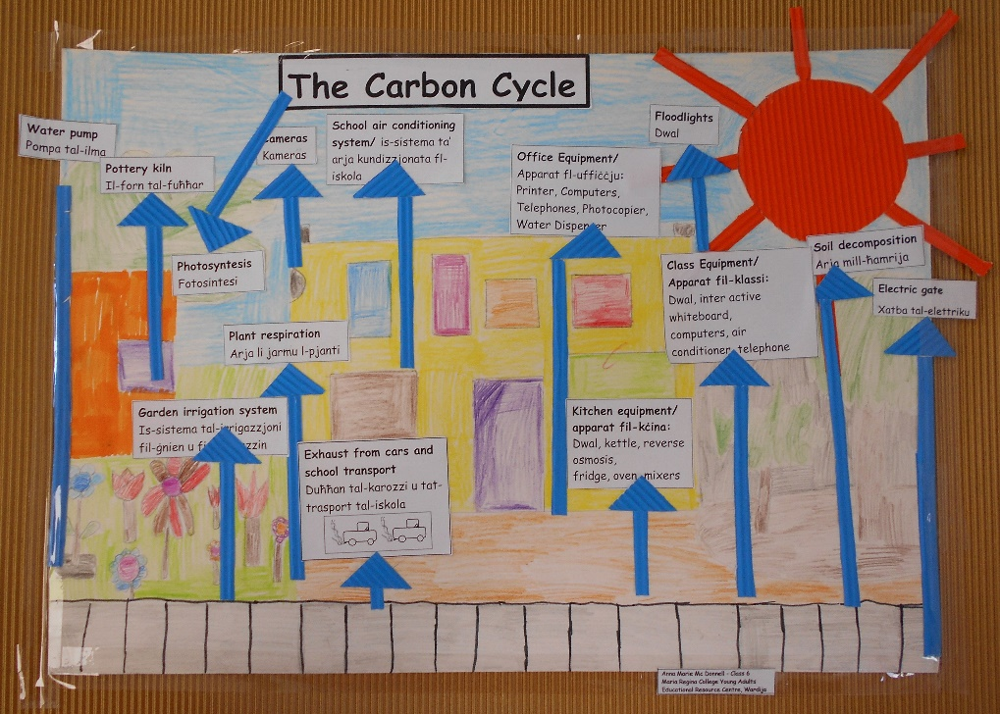 The Carbon Cycle
Water pump
Pompa tal-ilma
Pottery kiln
Il-forn tal-fuħħar
Kameras
School air conditioning
system/ is-sistema ta'
arja kundizzjonata fl-
iskola
Floodlights
Dwal
Office Equipment/
Apparat fl-uffiċċju:
Printer, Computers,
Telephones, Photocopier,
Water Dispenser
Photosyntesis
Fotosintesi
Class Equipment/
Apparat fil-klassi:
Dwal, inter active
whiteboard,
computers, air
conditioner, telephone
Soil decomposition
Arja mill-ħamrija
Electric gate
Xatba tal-elettriku
Plant respiration
Arja li jarmu l-pjanti
Garden irrigation system
Is-sistema tal-irrigazzjoni
fil-ġnien u
Exhaust from cars and
school transport
Duħħan tal-karozzi u tat-
trasport tal-iskola
Kitchen equipment/
apparat fil-kċina:
Dwal, kettle, reverse
osmosis,
fridge, oven, mixers
Anna Marie Mc Donnell - Class 6
Maria Regina College Young Adults
Educational Resource Centre, Wardija